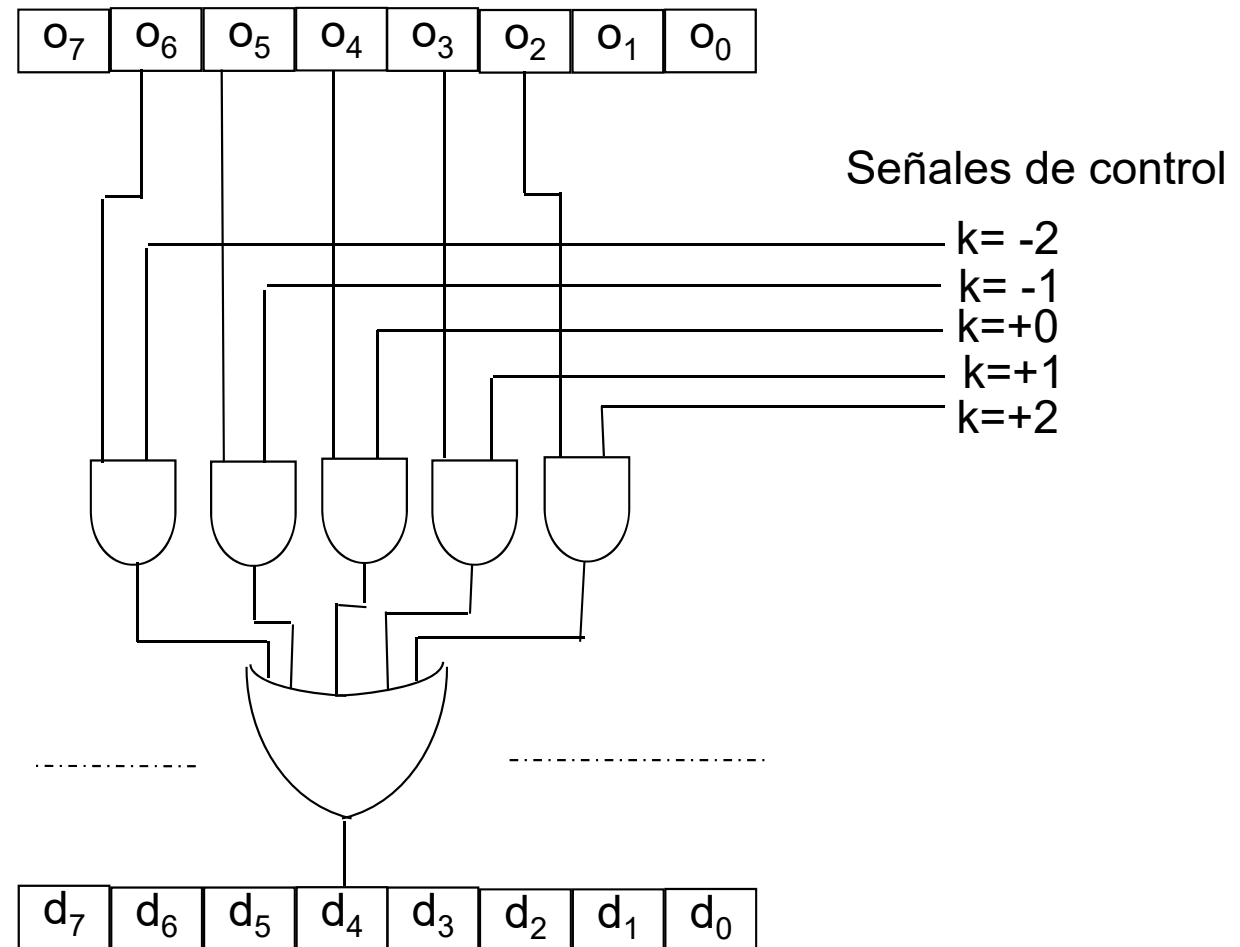 o₇ o₆ o₅ o₄ o₃ o₂ o₁ o₀
Señales de control
k= -2
k= -1
k=+0
k=+1
k=+2
d₇ d₆ d₅ d₄ d₃ d₂ d₁ d₀